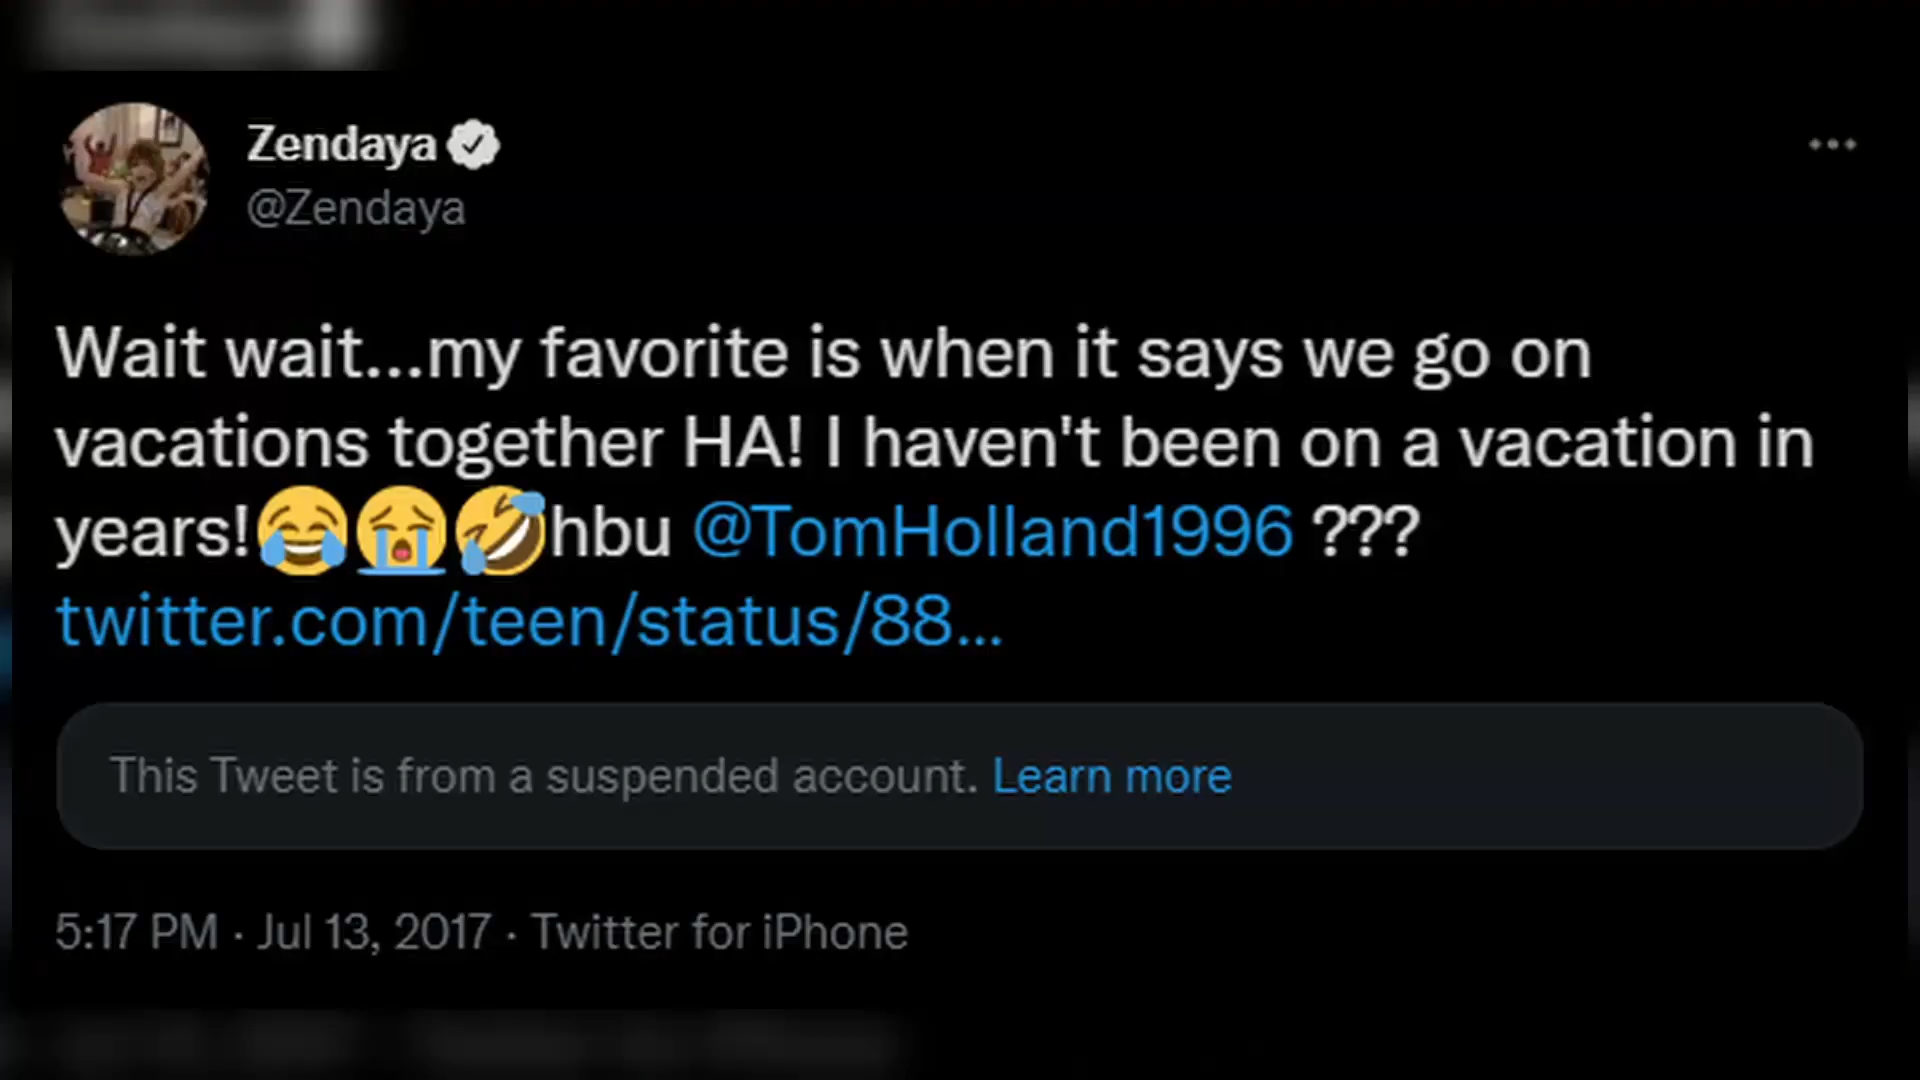 Zendaya
@Zendaya
Wait wait...my favorite is when it says we go on
vacations together HA! I haven't been on a vacation in
years!😂😭🤣hbu @TomHolland1996 ???
twitter.com/teen/status/88...
This Tweet is from a suspended account. Learn more
5:17 PM · Jul 13, 2017 · Twitter for iPhone